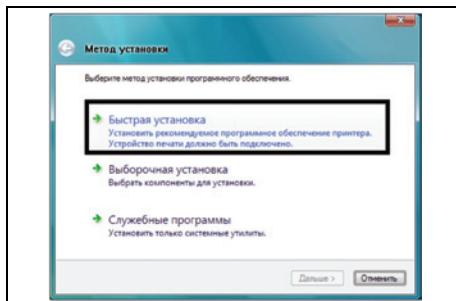 Метод установки
Выберите метод установки программного обеспечения.
Быстрая установка
Установить рекомендуемое программное обеспечение принтера.
Устройство печати должно быть подключено.
Выборочная установка
Выбрать компоненты для установки.
Служебные программы
Установить только системные утилиты.
Дальше >
Отменить